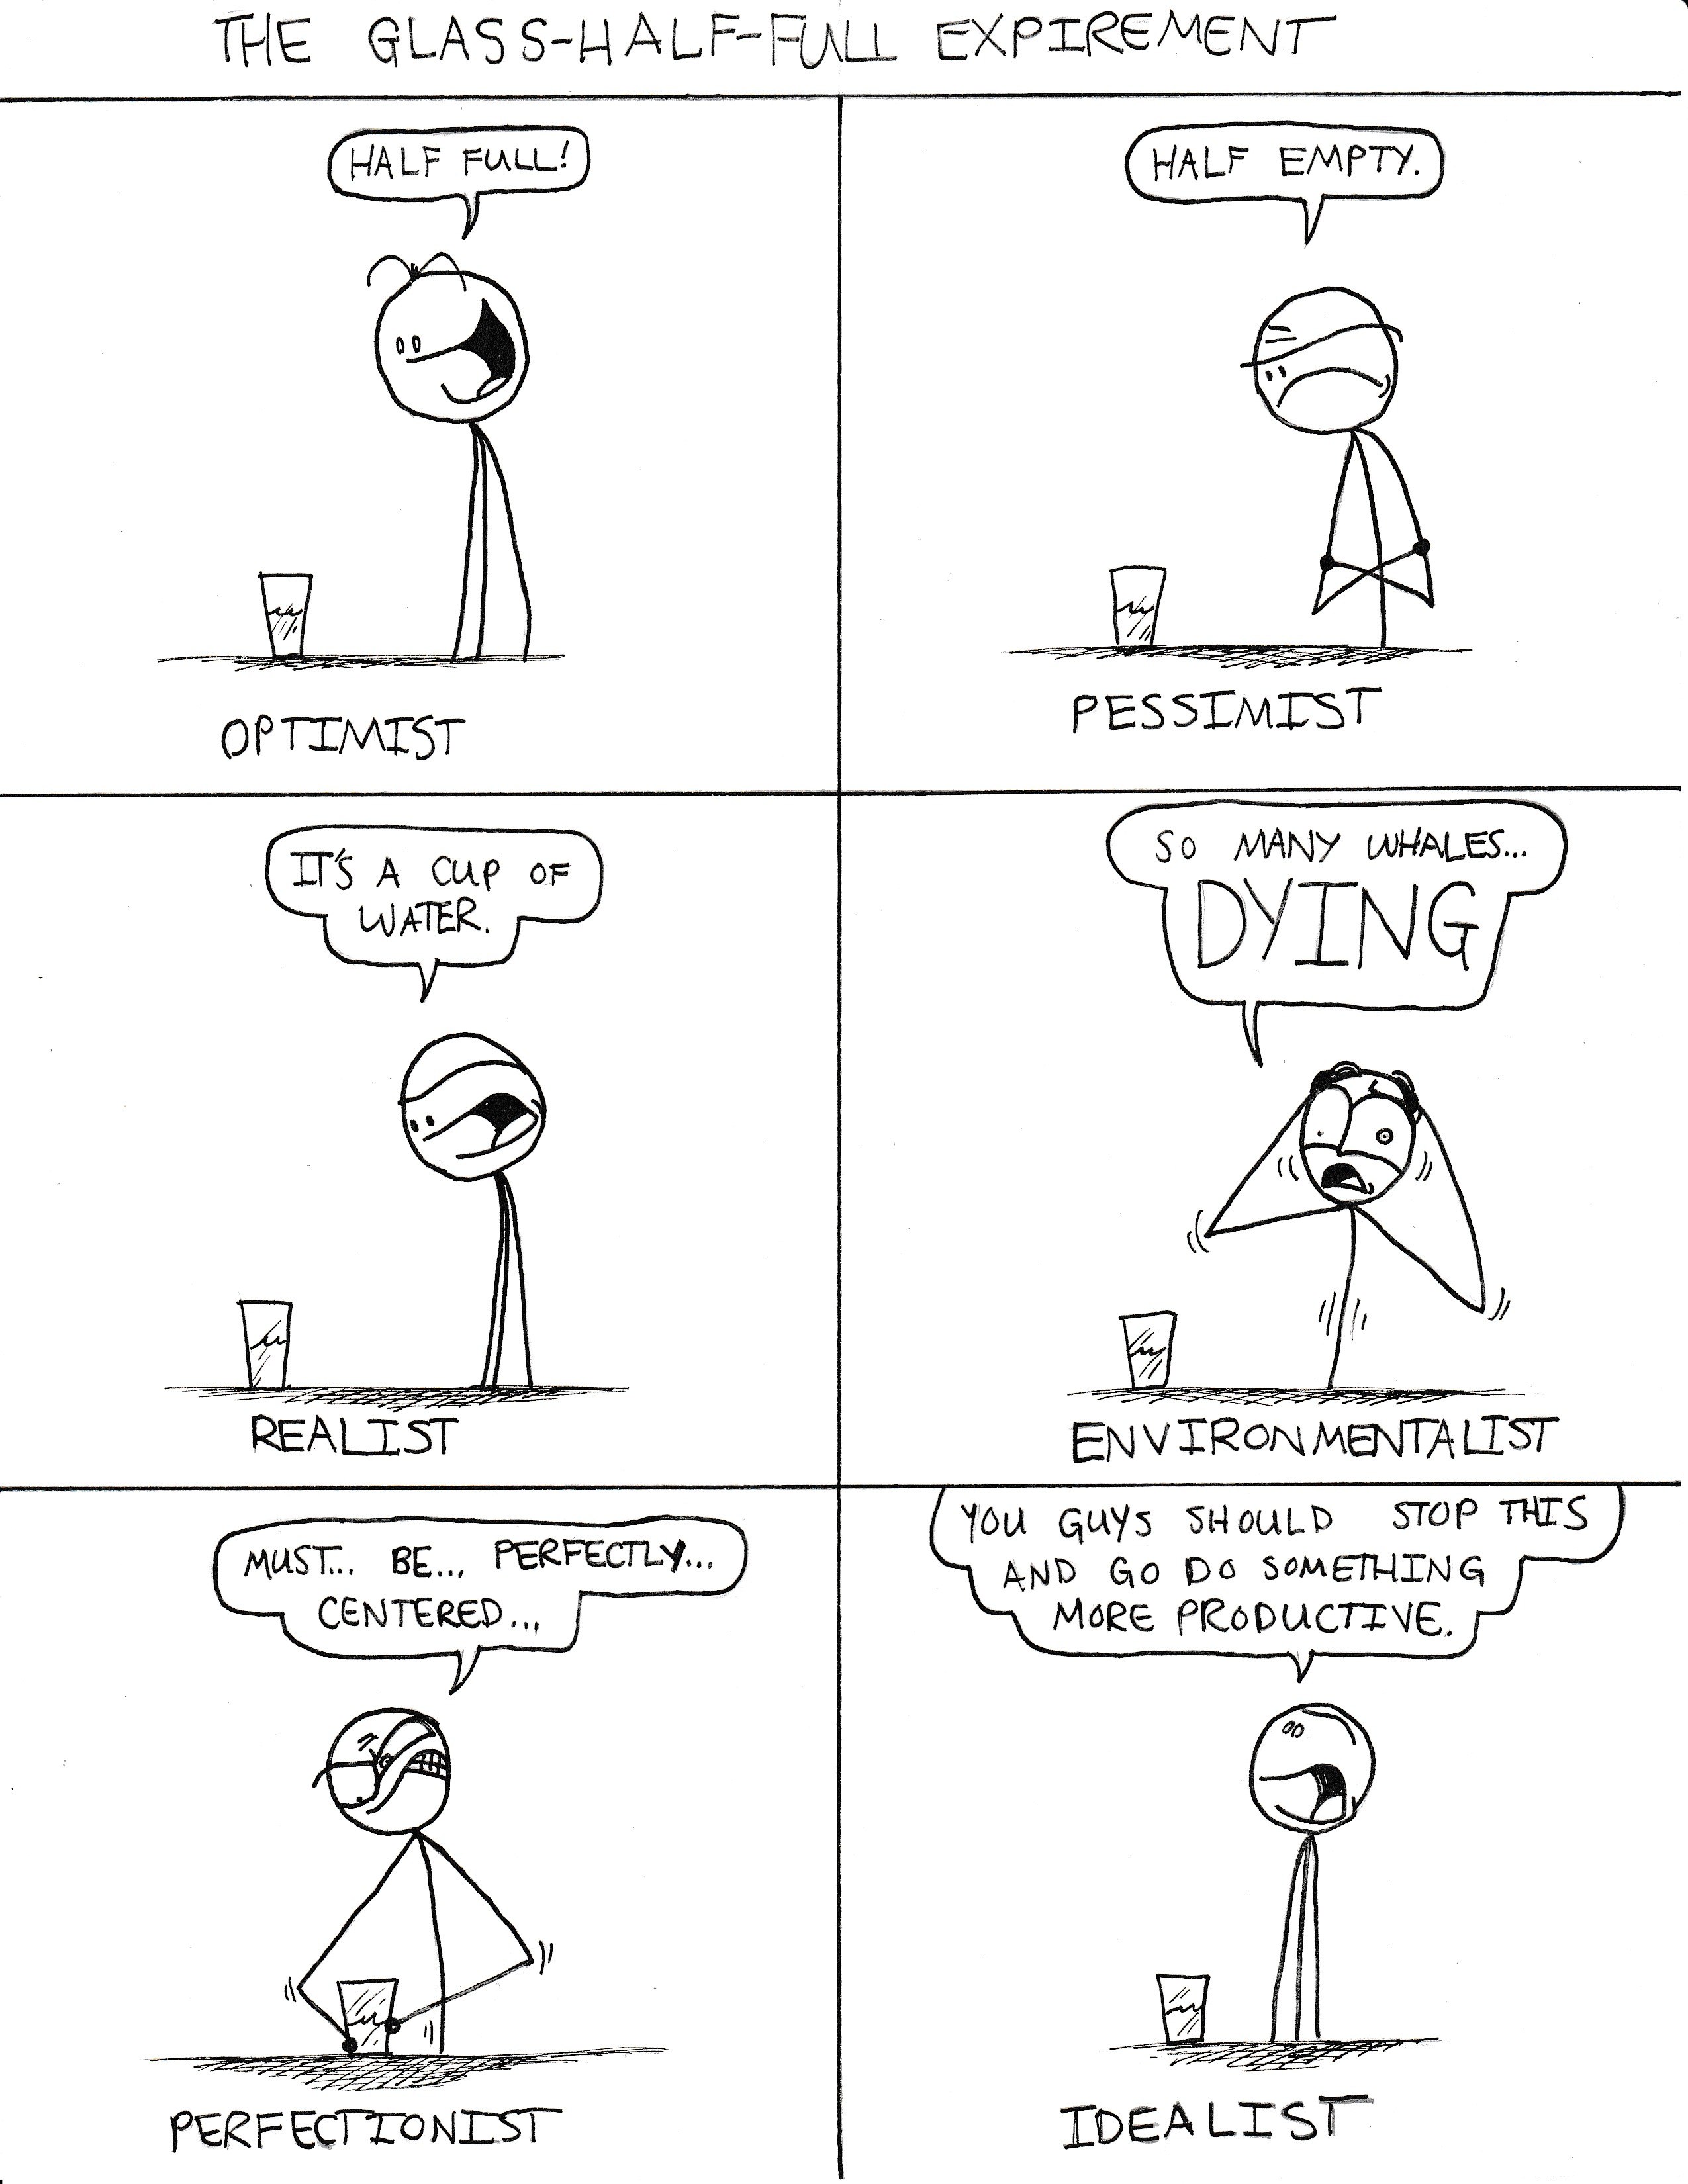 THE GLASS-HALF-FULL EXPIREMENT
HALF FULL!
OPTIMIST
HALF EMPTY.
PESSIMIST
IT'S A CUP OF
WATER.
REALIST
SO MANY WHALES...
DYING
ENVIRONMENTALIST
MUST... BE... PERFECTLY...
CENTERED...
PERFECTIONIST
YOU GUYS SHOULD STOP THIS
AND GO DO SOMETHING
MORE PRODUCTIVE.
IDEALIST